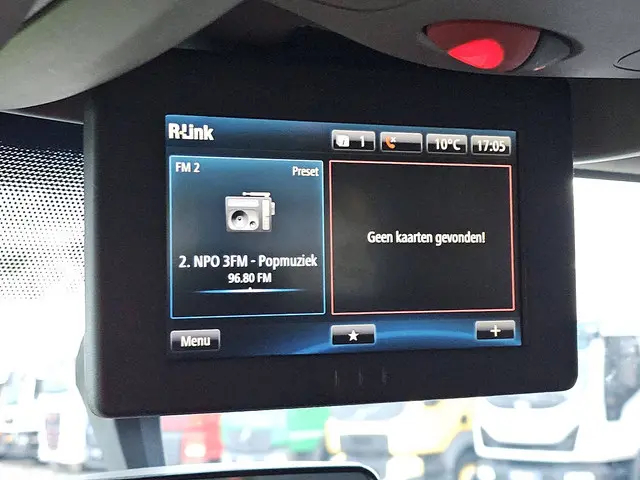 R-Link
1
10°C
17:05
FM 2
Preset
2. NPO 3FM - Popmuziek
96.80 FM
Geen kaarten gevonden!
Menu